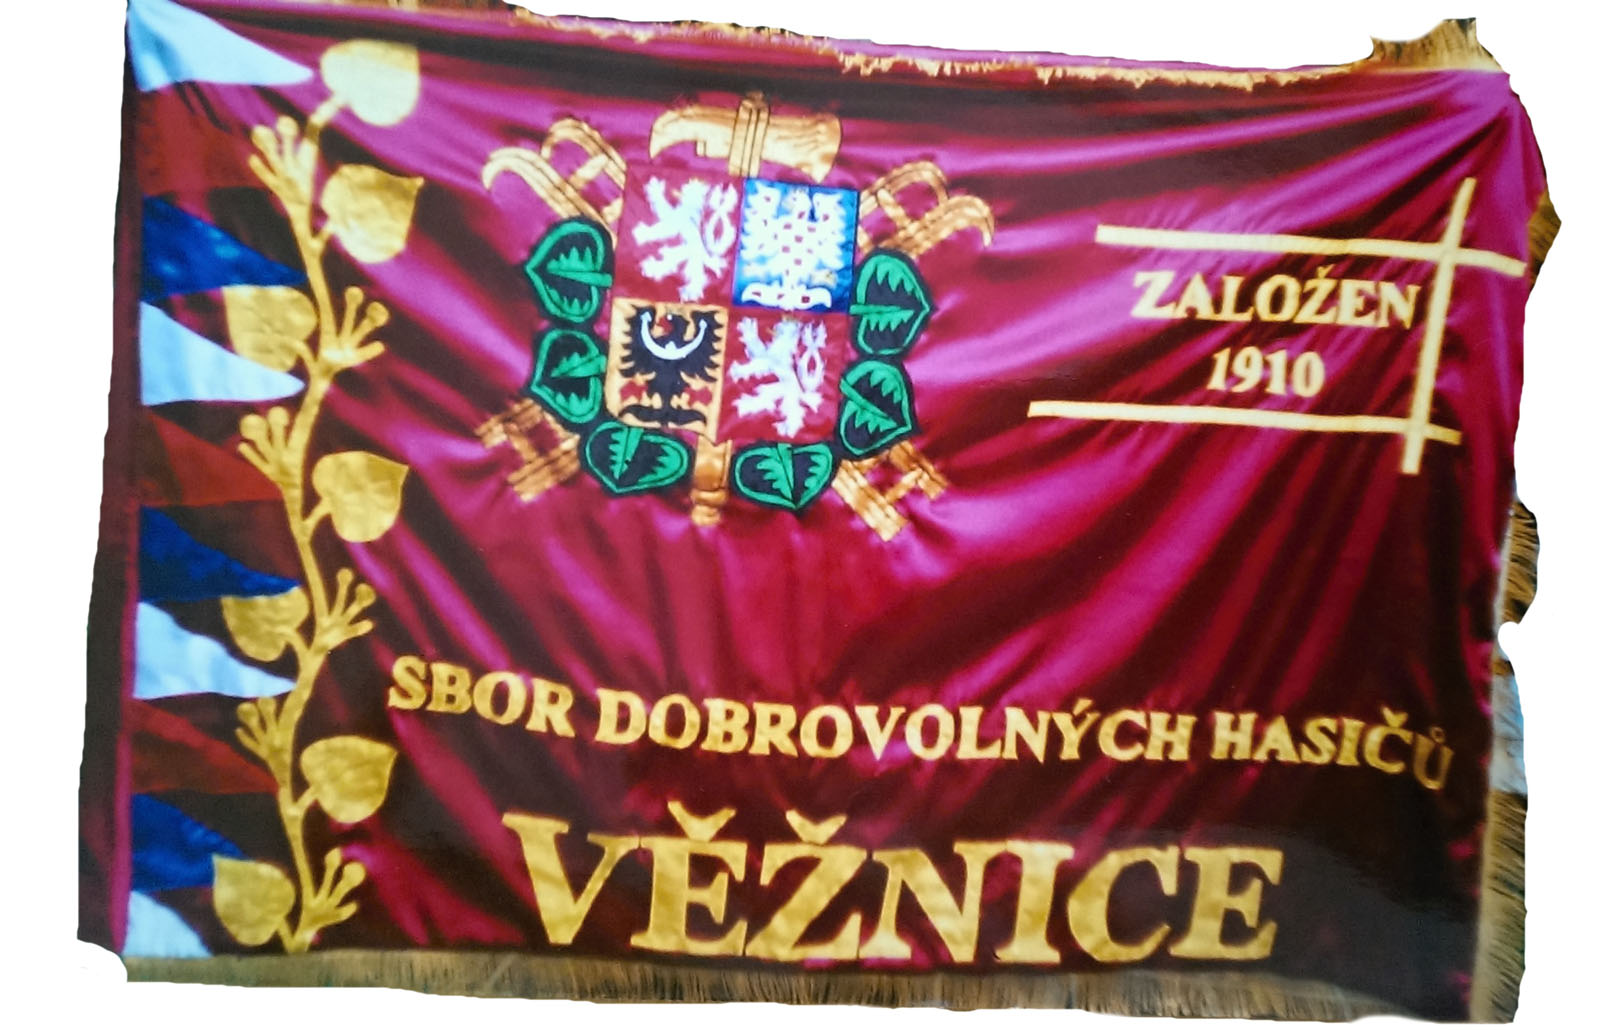 ZALOŽEN
1910
SBOR DOBROVOLNÝCH HASIČŮ
VĚŽNICE